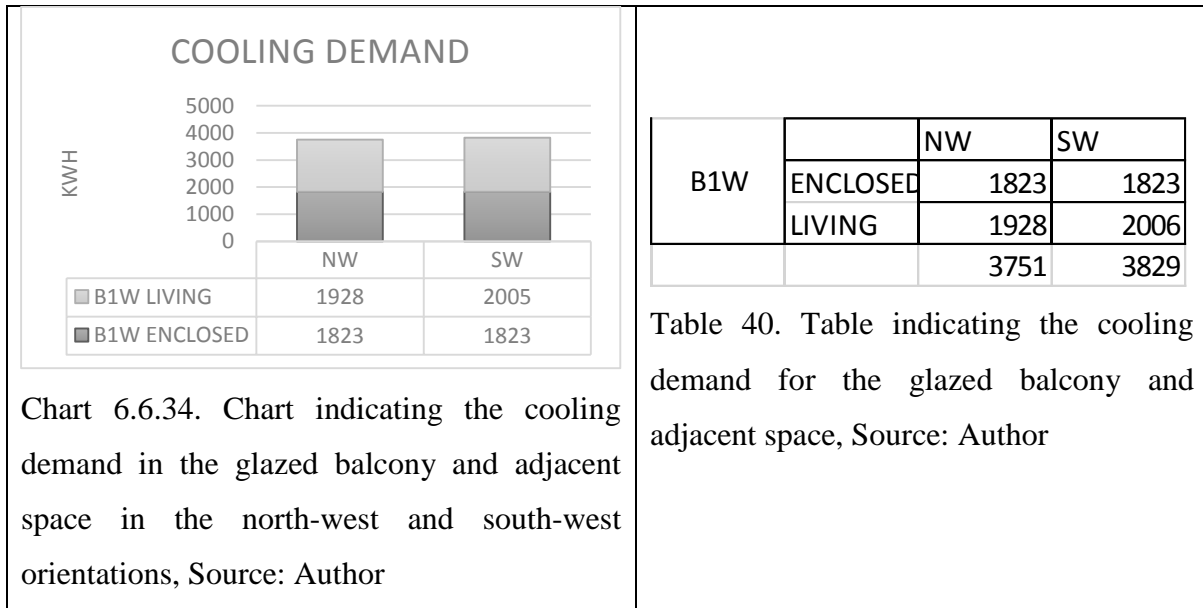 COOLING DEMAND
KWH
5000
4000
3000
2000
1000
0
NW SW
B1W LIVING 1928 2005
B1W ENCLOSED 1823 1823
Chart 6.6.34. Chart indicating the cooling
demand in the glazed balcony and adjacent
space in the north-west and south-west
orientations, Source: Author
NW SW
B1W ENCLOSED 1823 1823
LIVING 1928 2006
3751 3829
Table 40. Table indicating the cooling
demand for the glazed balcony and
adjacent space, Source: Author